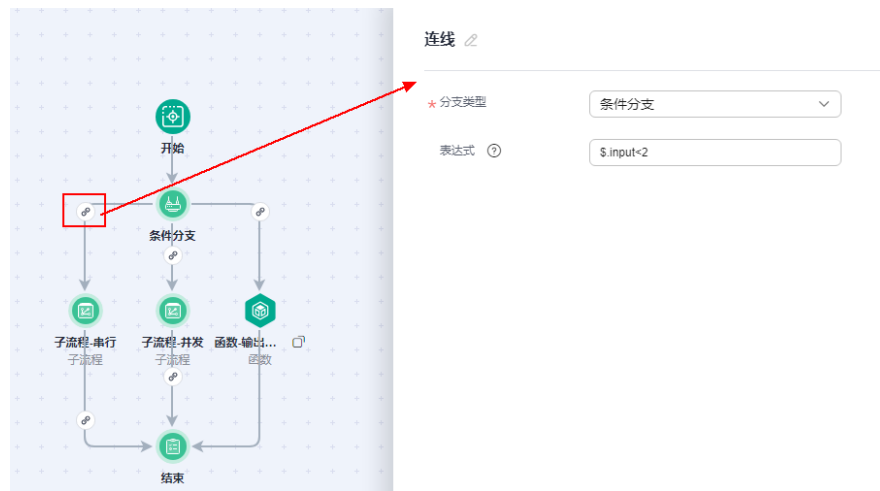 连线
* 分支类型
条件分支
表达式 ?
$.input<2
开始
条件分支
子流程-串行
子流程
子流程-并发
子流程
函数-输出...
函数
结束